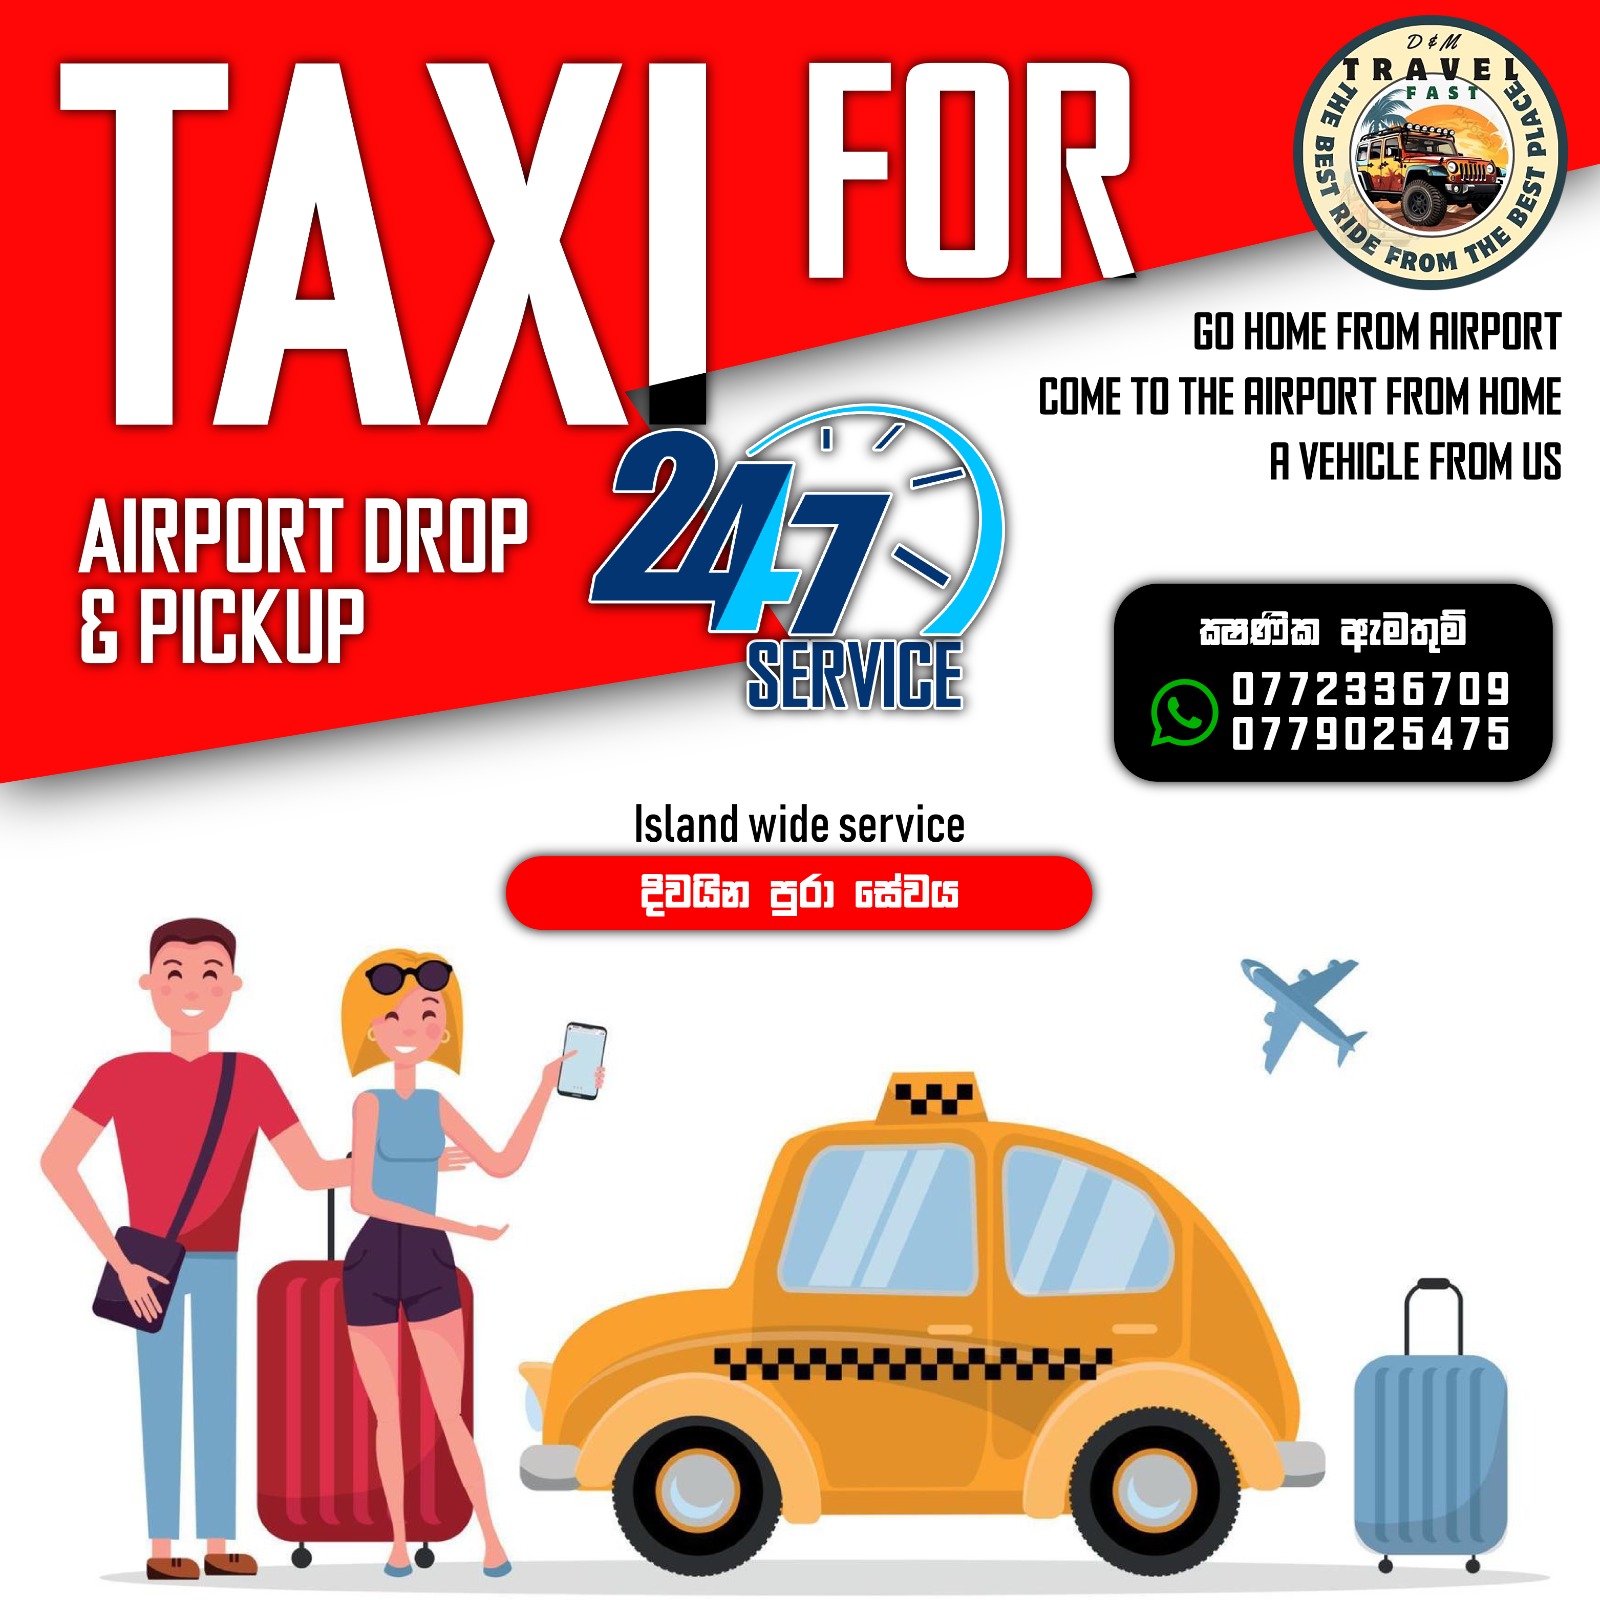 TAXI FOR
D & M
TRAVEL
FAST
THE BEST RIDE FROM THE BEST PLACE
GO HOME FROM AIRPORT
COME TO THE AIRPORT FROM HOME
A VEHICLE FROM US
AIRPORT DROP
& PICKUP
24/7
SERVICE
ක්ෂණික ඇමතුම්
0772336709
0779025475
Island wide service
දිවයින පුරා සේවය